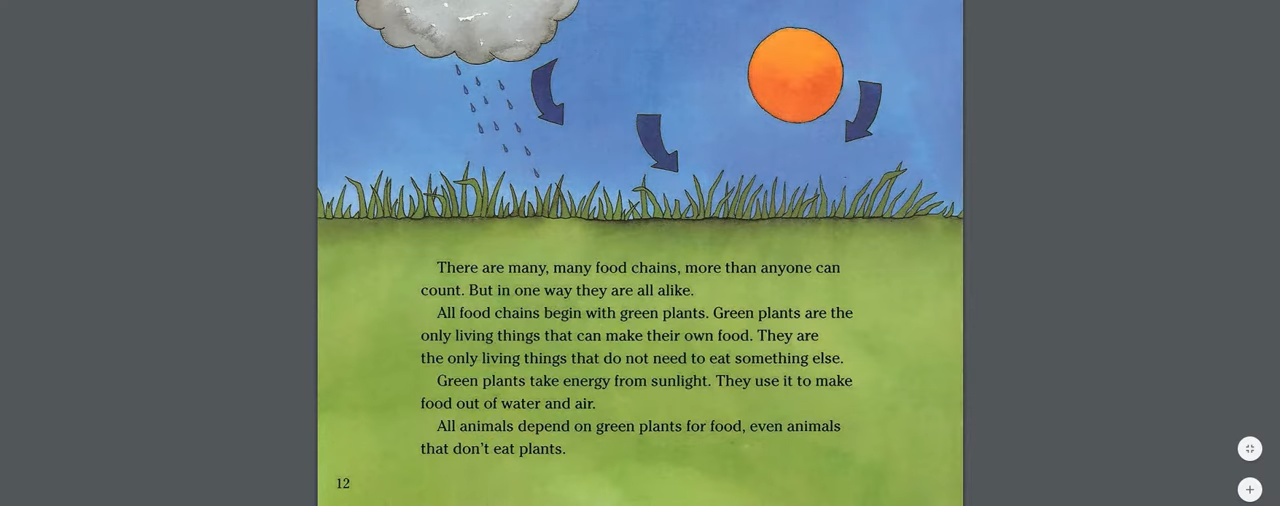 There are many, many food chains, more than anyone can
count. But in one way they are all alike.
All food chains begin with green plants. Green plants are the
only living things that can make their own food. They are
the only living things that do not need to eat something else.
Green plants take energy from sunlight. They use it to make
food out of water and air.
All animals depend on green plants for food, even animals
that don't eat plants.
12